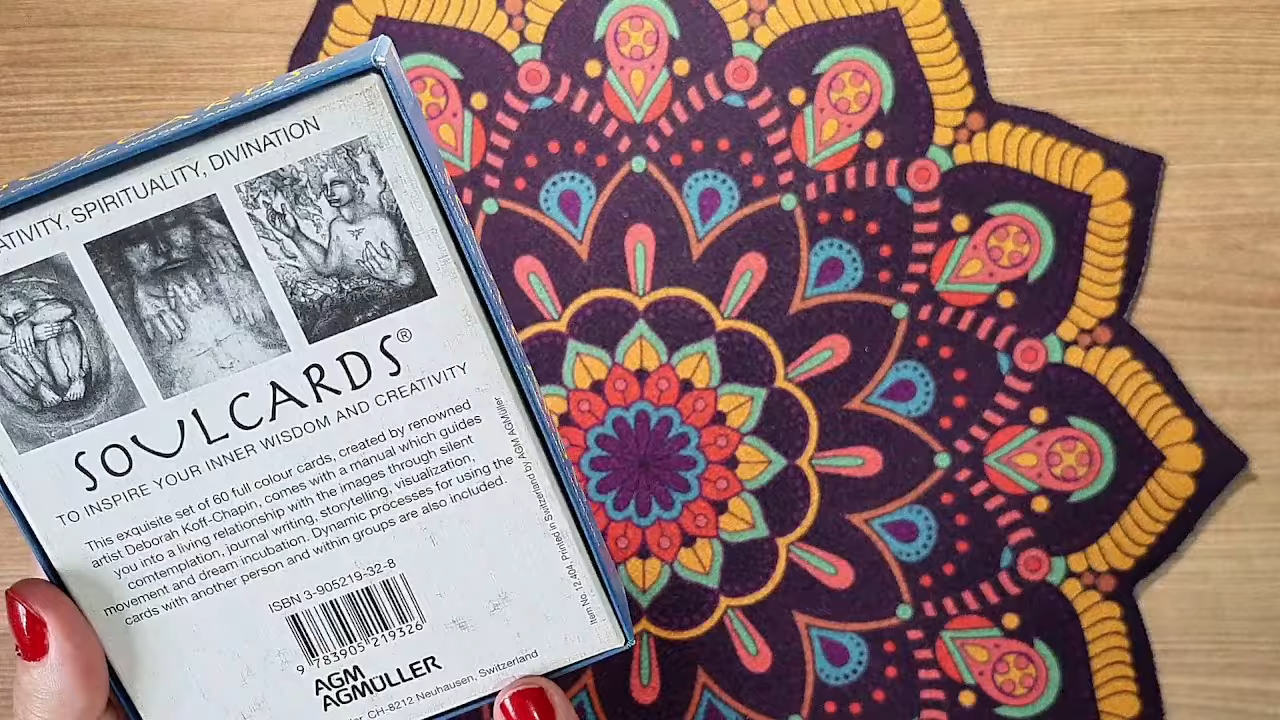 ATIVITY, SPIRITUALITY, DIVINATION
SOULCARDS®
TO INSPIRE YOUR INNER WISDOM AND CREATIVITY
This exquisite set of 60 full colour cards, created by renowned
artist Deborah Koff-Chapin, comes with a manual which guides
you into a living relationship with the images through silent
contemplation, journal writing, storytelling, visualization,
movement and dream incubation. Dynamic processes for using the
cards with another person and within groups are also included.
ISBN 3-905219-32-8
9 783905 219326
AGM
AGMÜLLER
CH-8212 Neuhausen, Switzerland
Item No. 12 404. Printed in Switzerland by AGM AGMüller